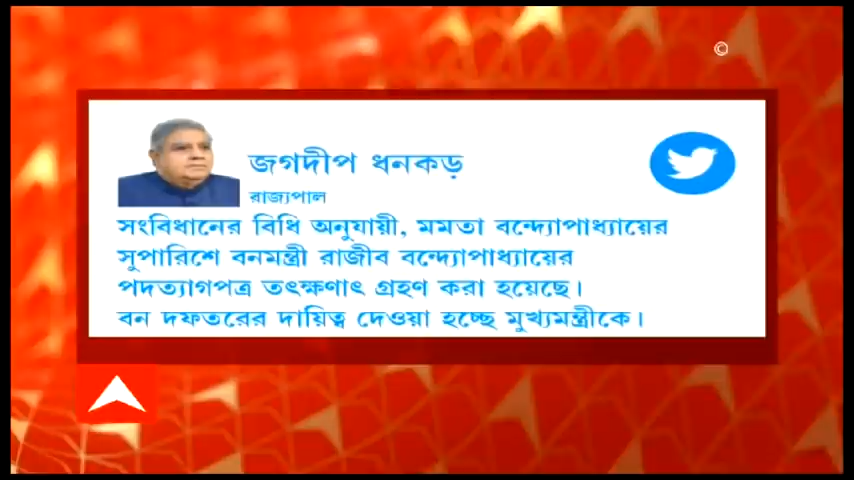 ©
জগদীপ ধনকড়
রাজ্যপাল
সংবিধানের বিধি অনুযায়ী, মমতা বন্দ্যোপাধ্যায়ের
সুপারিশে বনমন্ত্রী রাজীব বন্দ্যোপাধ্যায়ের
পদত্যাগপত্র তৎক্ষণাৎ গ্রহণ করা হয়েছে।
বন দফতরের দায়িত্ব দেওয়া হচ্ছে মুখ্যমন্ত্রীকে।